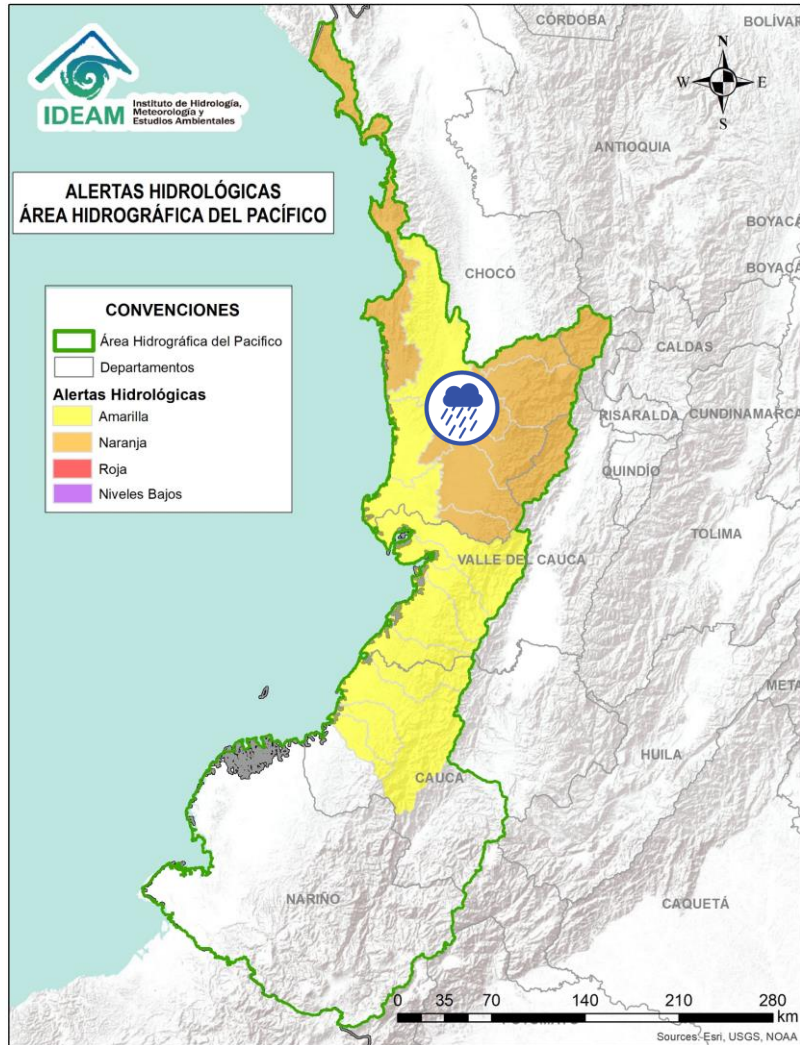 IDEAM
Instituto de Hidrología,
Meteorología y
Estudios Ambientales
ALERTAS HIDROLÓGICAS
ÁREA HIDROGRÁFICA DEL PACÍFICO
CONVENCIONES
Área Hidrográfica del Pacifico
Departamentos
Alertas Hidrológicas
Amarilla
Naranja
Roja
Niveles Bajos
N
W E
S
CÓRDOBA
BOLÍVAR
ANTIOQUIA
BOYACÁ
BOYACÁ
CHOCÓ
CALDAS
RISARALDA
CUNDINAMARCA
QUINDÍO
TOLIMA
VALLE DEL CAUCA
META
HUILA
CAUCA
NARIÑO
CAQUETÁ
0 35 70 140 210 280
km
Sources: Esri, USGS, NOAA